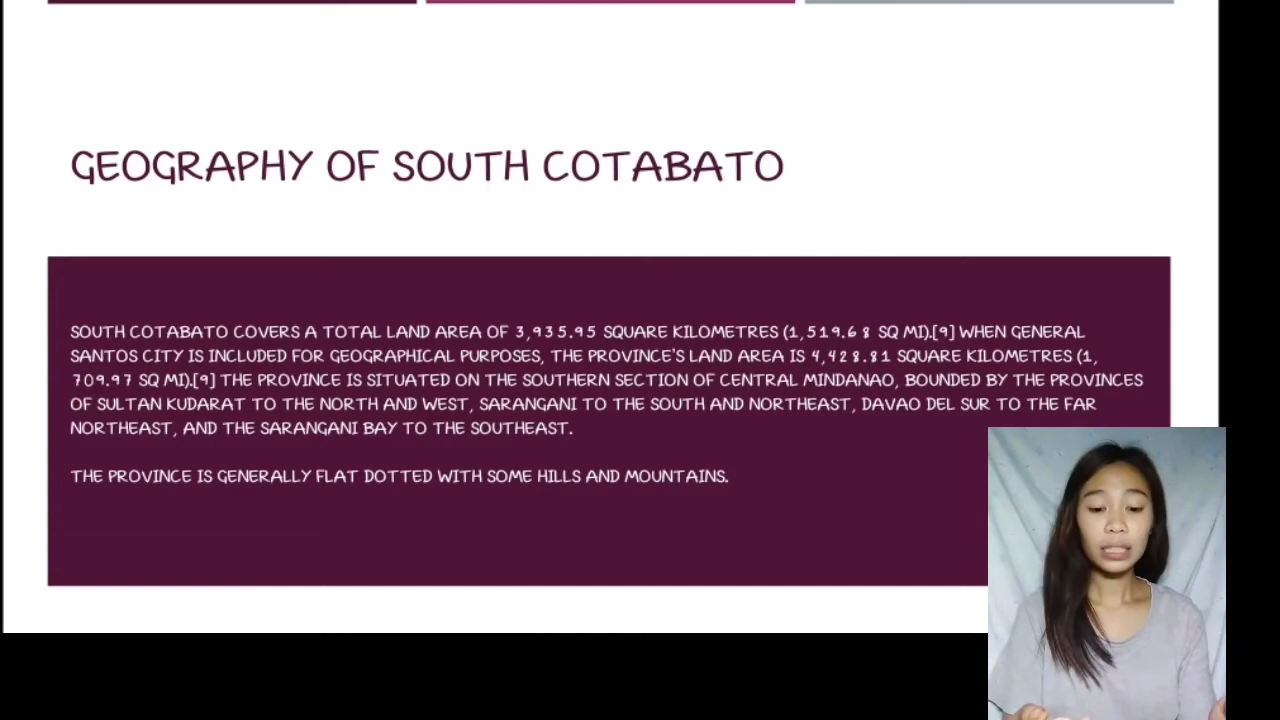 GEOGRAPHY OF SOUTH COTABATO
SOUTH COTABATO COVERS A TOTAL LAND AREA OF 3,935.95 SQUARE KILOMETRES (1,519.68 SQ MI).[9] WHEN GENERAL
SANTOS CITY IS INCLUDED FOR GEOGRAPHICAL PURPOSES, THE PROVINCE'S LAND AREA IS 4,428.81 SQUARE KILOMETRES (1,
709.97 SQ MI).[9] THE PROVINCE IS SITUATED ON THE SOUTHERN SECTION OF CENTRAL MINDANAO, BOUNDED BY THE PROVINCES
OF SULTAN KUDARAT TO THE NORTH AND WEST, SARANGANI TO THE SOUTH AND NORTHEAST, DAVAO DEL SUR TO THE FAR
NORTHEAST, AND THE SARANGANI BAY TO THE SOUTHEAST.
THE PROVINCE IS GENERALLY FLAT DOTTED WITH SOME HILLS AND MOUNTAINS.